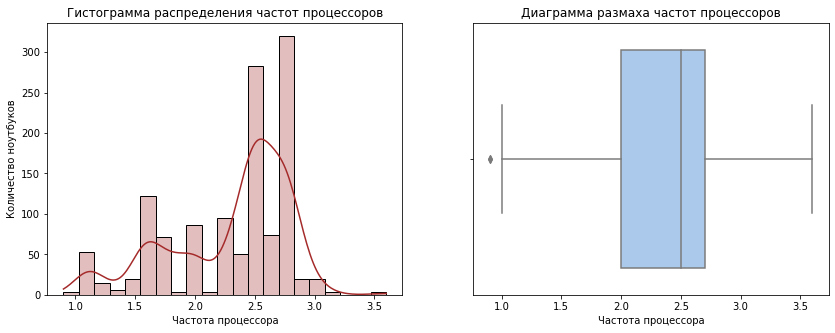 Гистограмма распределения частот процессоров
Количество ноутбуков
300
250
200
150
100
50
0
1.0 1.5 2.0 2.5 3.0 3.5
Частота процессора
Диаграмма размаха частот процессоров
1.0 1.5 2.0 2.5 3.0 3.5
Частота процессора